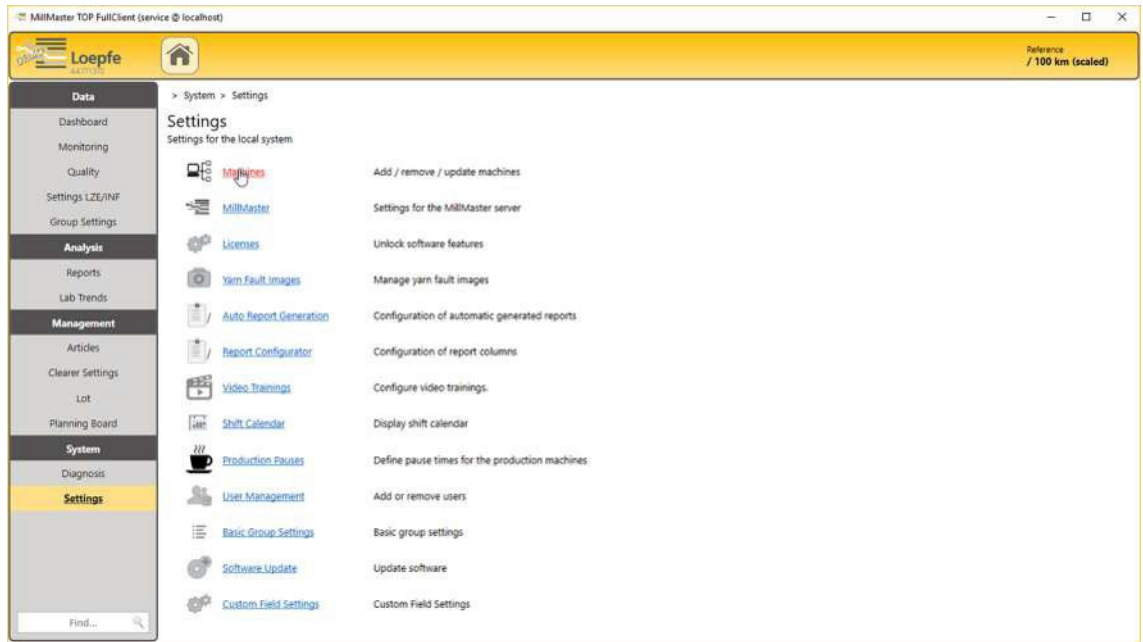 MillMaster TOP FullClient (service @ localhost)
Loepfe
Reference
/ 100 km (scaled)
Data
Dashboard
Monitoring
Quality
Settings LZE/INF
Group Settings
Analysis
Reports
Lab Trends
Management
Articles
Clearer Settings
Lot
Planning Board
System
Diagnosis
Settings
Find...
> System > Settings
Settings
Settings for the local system
Machines Add / remove / update machines
MillMaster Settings for the MillMaster server
Licenses Unlock software features
Yarn Fault Images Manage yarn fault images
Auto Report Generation Configuration of automatic generated reports
Report Configurator Configuration of report columns
Video Trainings Configure video trainings.
Shift Calendar Display shift calendar
Production Pauses Define pause times for the production machines
User Management Add or remove users
Basic Group Settings Basic group settings
Software Update Update software
Custom Field Settings Custom Field Settings